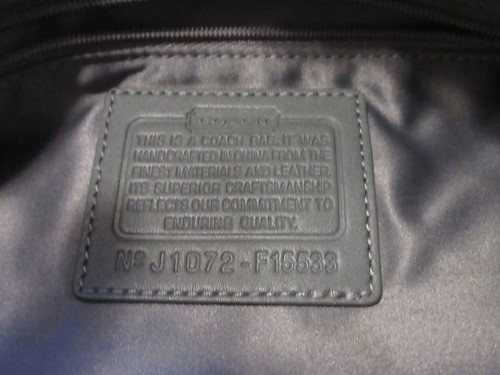 COACH
THIS IS A COACH BAG. IT WAS
HANDCRAFTED IN CHINA FROM THE
FINEST MATERIALS AND LEATHER.
ITS SUPERIOR CRAFTSMANSHIP
REFLECTS OUR COMMITMENT TO
ENDURING QUALITY.
Nº J1072-F15533